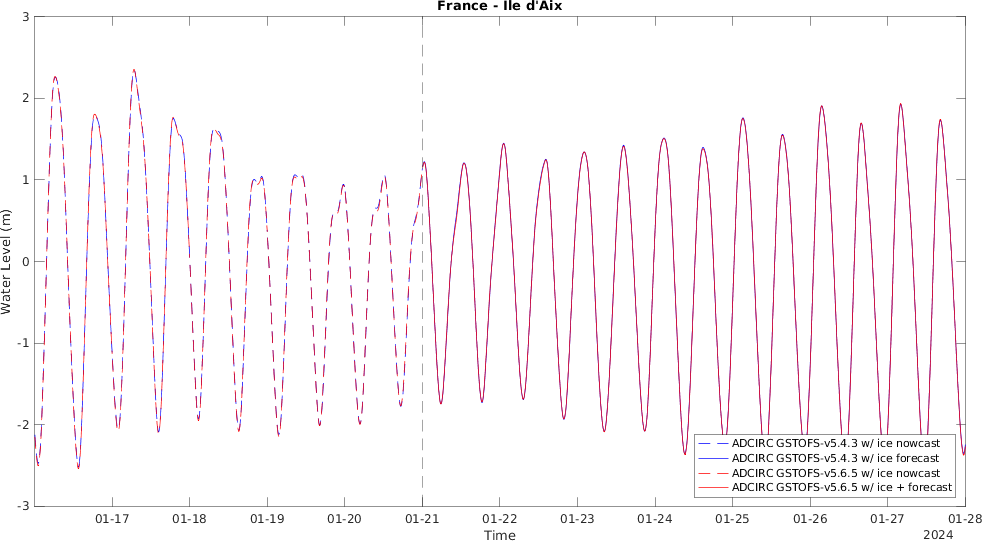 France - Ile d'Aix
3
2
1
0
-1
-2
-3
Water Level (m)
ADCIRC GSTOFS-v5.4.3 w/ ice nowcast
ADCIRC GSTOFS-v5.4.3 w/ ice forecast
ADCIRC GSTOFS-v5.6.5 w/ ice nowcast
ADCIRC GSTOFS-v5.6.5 w/ ice + forecast
01-17 01-18 01-19 01-20 01-21 01-22 01-23 01-24 01-25 01-26 01-27 01-28
Time
2024